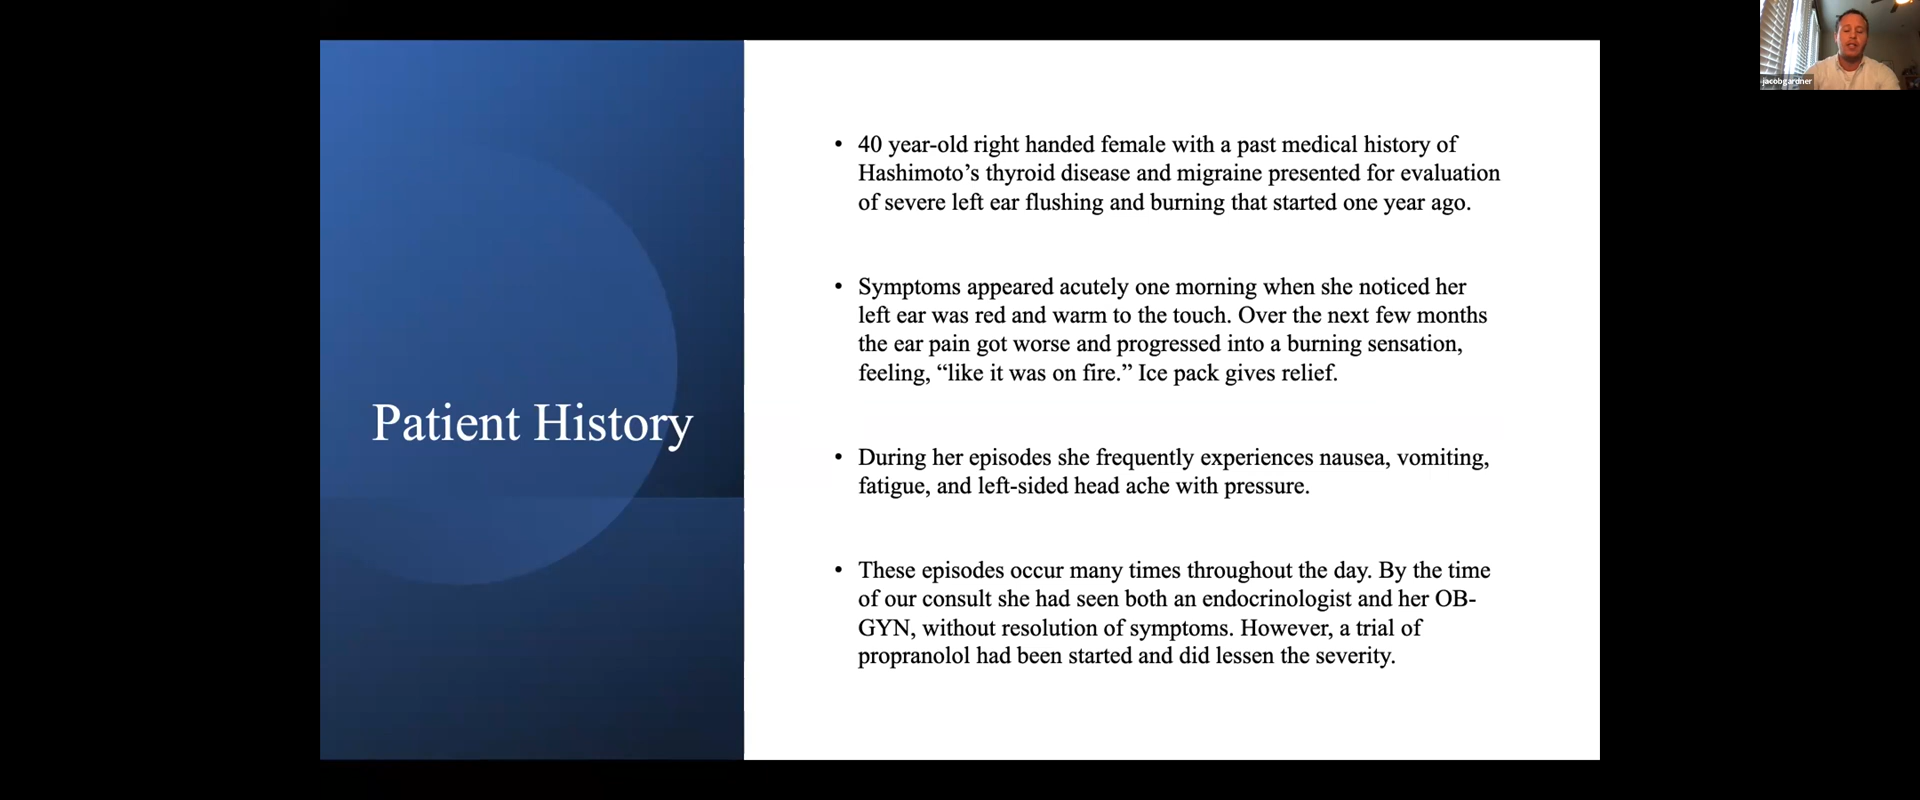 jacobgardner
Patient History
• 40 year-old right handed female with a past medical history of
Hashimoto’s thyroid disease and migraine presented for evaluation
of severe left ear flushing and burning that started one year ago.
• Symptoms appeared acutely one morning when she noticed her
left ear was red and warm to the touch. Over the next few months
the ear pain got worse and progressed into a burning sensation,
feeling, “like it was on fire.” Ice pack gives relief.
• During her episodes she frequently experiences nausea, vomiting,
fatigue, and left-sided head ache with pressure.
• These episodes occur many times throughout the day. By the time
of our consult she had seen both an endocrinologist and her OB-
GYN, without resolution of symptoms. However, a trial of
propranolol had been started and did lessen the severity.